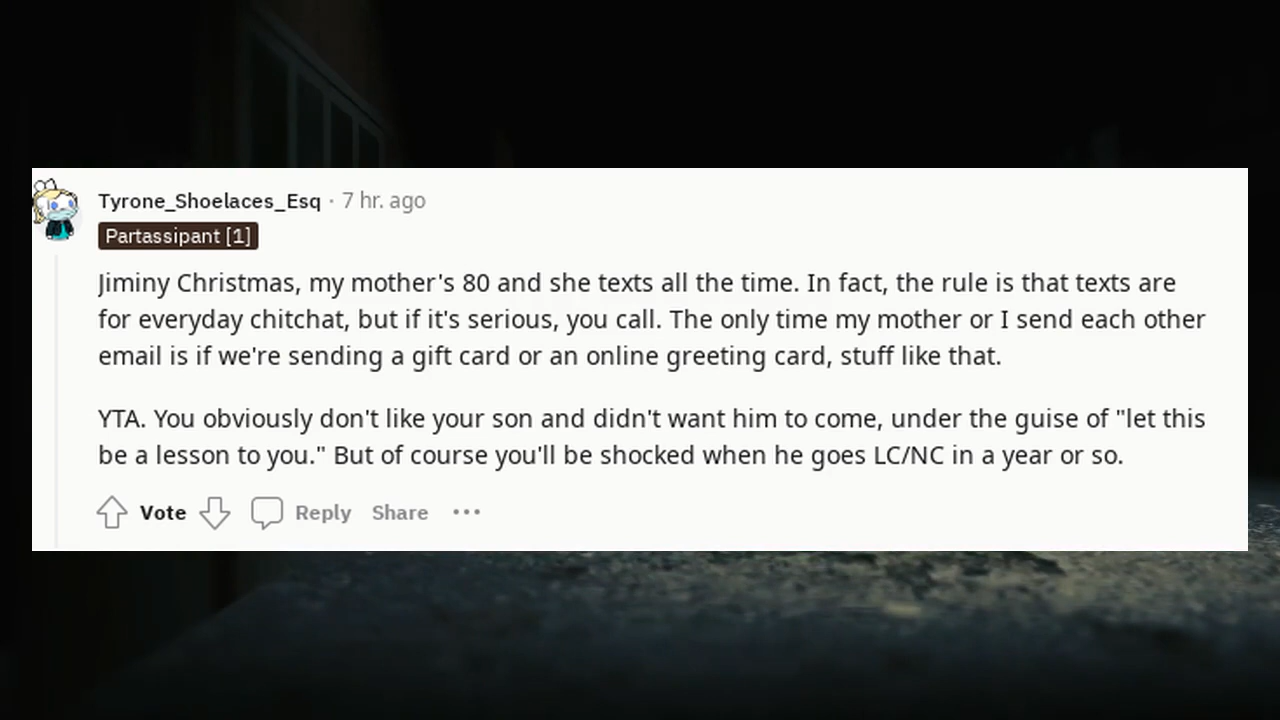 Tyrone_Shoelaces_Esq · 7 hr. ago
Partassipant [1]
Jiminy Christmas, my mother's 80 and she texts all the time. In fact, the rule is that texts are
for everyday chitchat, but if it's serious, you call. The only time my mother or I send each other
email is if we're sending a gift card or an online greeting card, stuff like that.
YTA. You obviously don't like your son and didn't want him to come, under the guise of "let this
be a lesson to you." But of course you'll be shocked when he goes LC/NC in a year or so.
Vote Reply Share ···